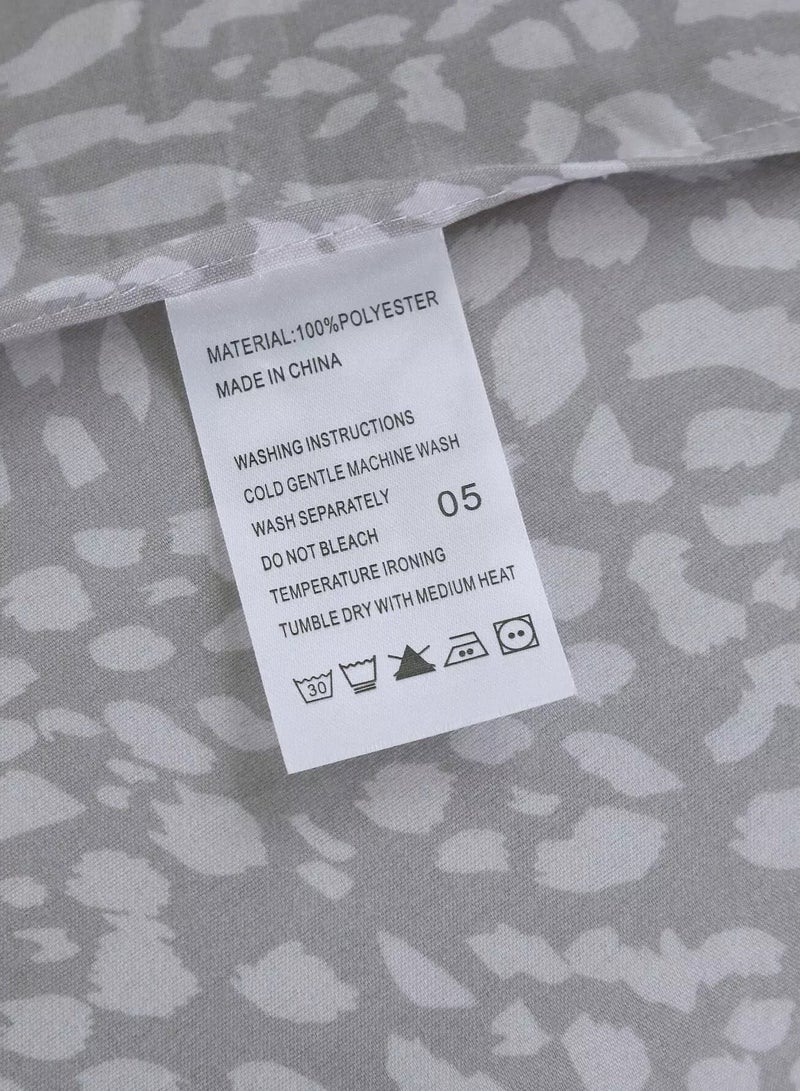 MATERIAL:100%POLYESTER
MADE IN CHINA
WASHING INSTRUCTIONS
COLD GENTLE MACHINE WASH
WASH SEPARATELY
05
DO NOT BLEACH
TEMPERATURE IRONING
TUMBLE DRY WITH MEDIUM HEAT
30